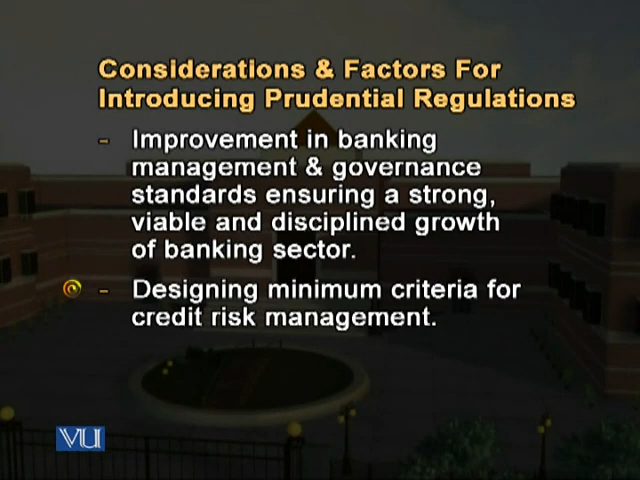 Considerations & Factors For
Introducing Prudential Regulations
- Improvement in banking
management & governance
standards ensuring a strong,
viable and disciplined growth
of banking sector.
- Designing minimum criteria for
credit risk management.
VU